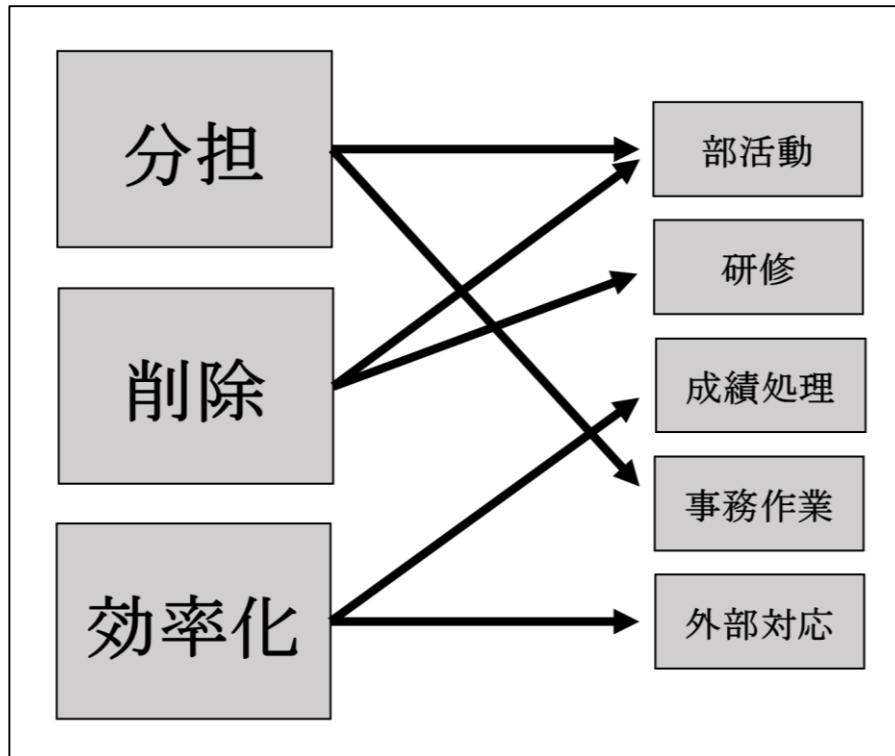 分担
削除
効率化
部活動
研修
成績処理
事務作業
外部対応